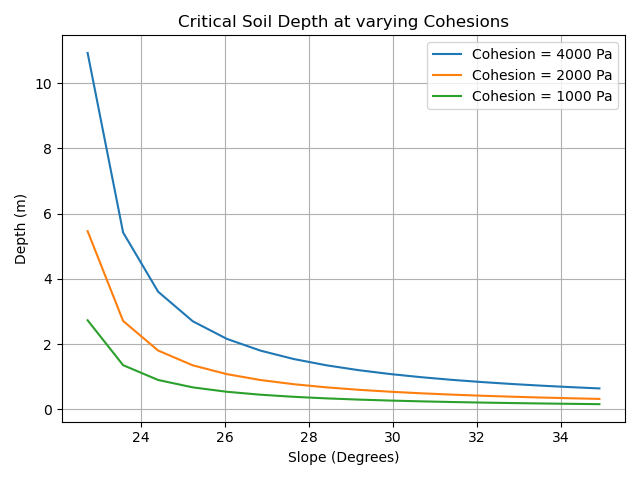 Critical Soil Depth at varying Cohesions
Cohesion = 4000 Pa
Cohesion = 2000 Pa
Cohesion = 1000 Pa
Depth (m)
10
8
6
4
2
0
24 26 28 30 32 34
Slope (Degrees)